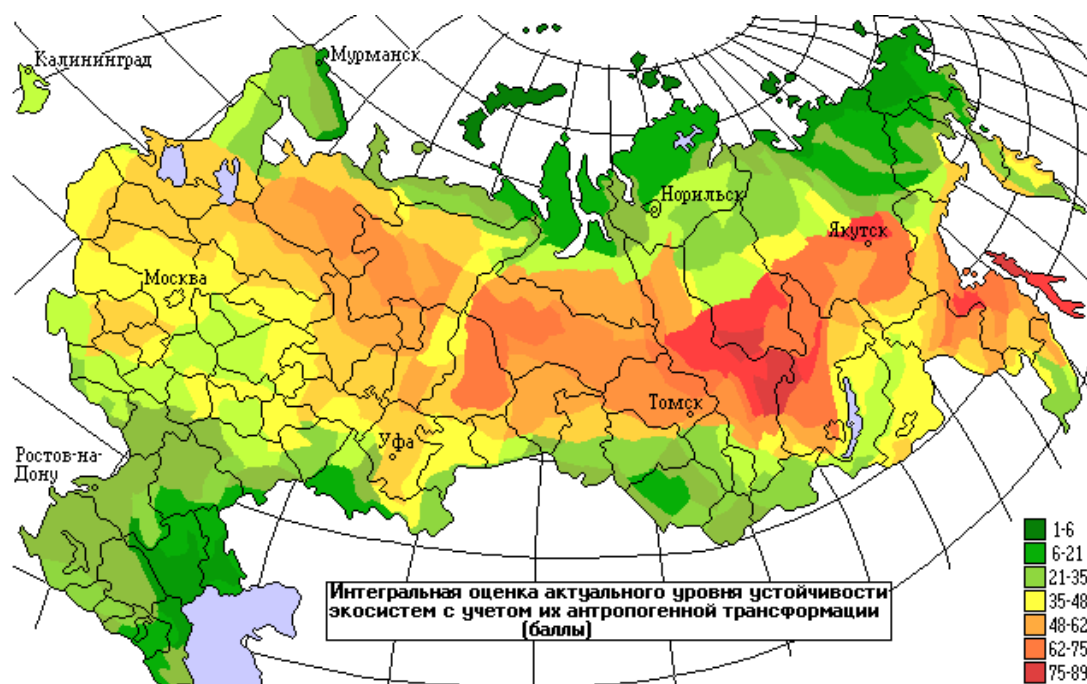 Калининград
Мурманск
Норильск
Якутск
Москва
Томск
Уфа
Ростов-на-
Дону
1-6
6-21
21-35
35-48
48-62
62-75
75-89
Интегральная оценка актуального уровня устойчивости
экосистем с учетом их антропогенной трансформации
(баллы)